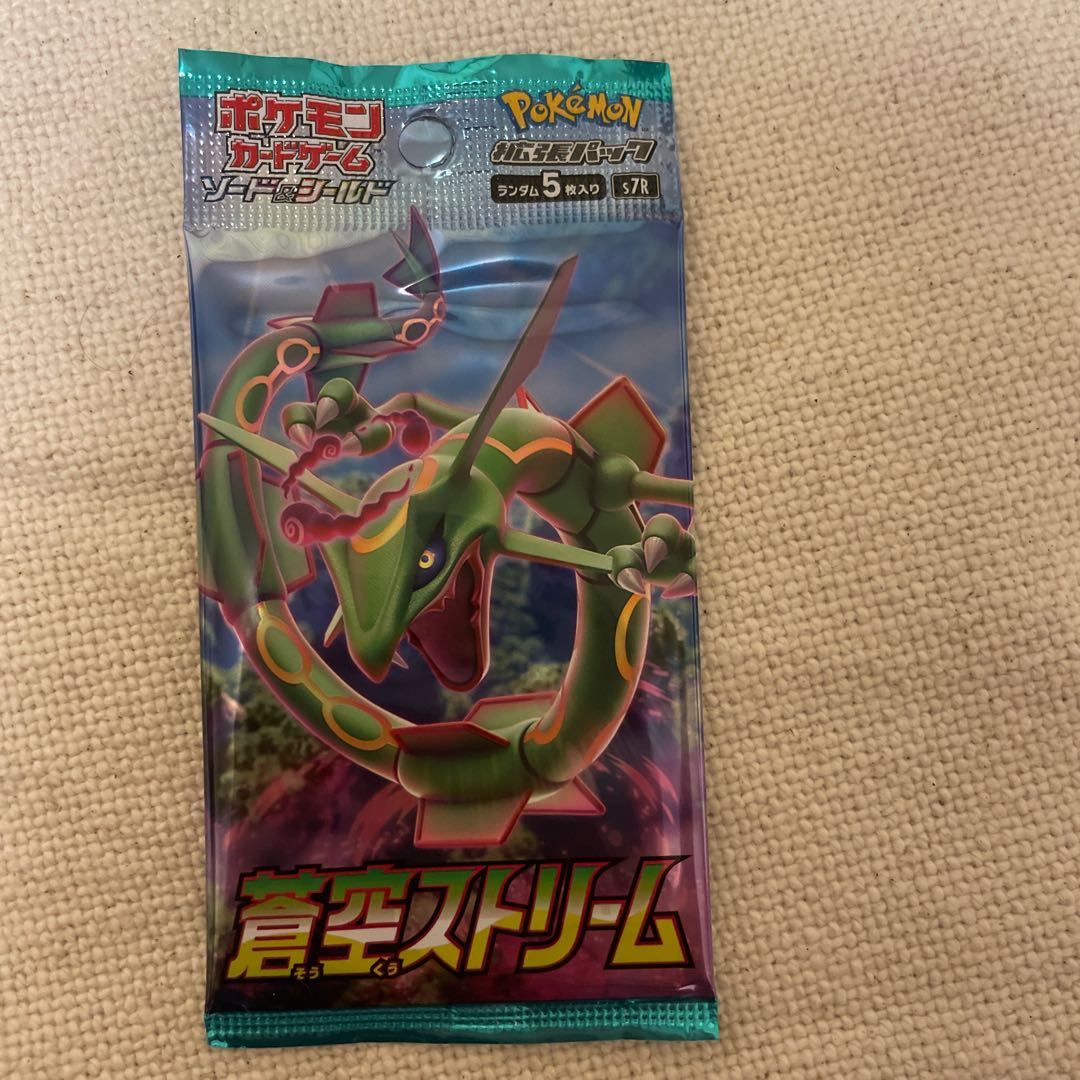 ポケモン
カードゲーム
ソード&シールド
POKéMON
拡張パック
ランダム5枚入り S7R
蒼空ストリーム
そう くう